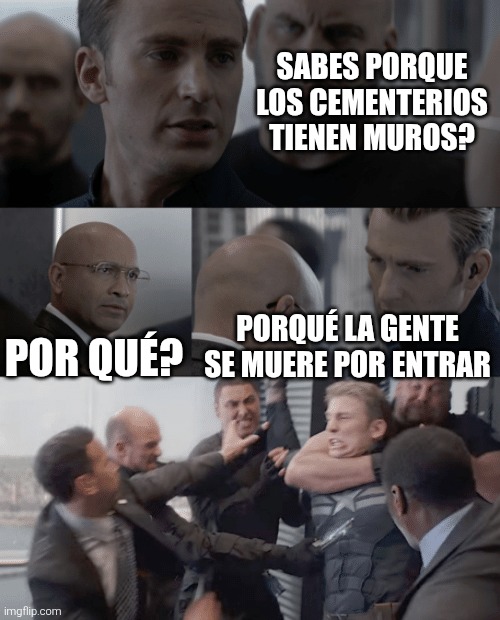 SABES PORQUE
LOS CEMENTERIOS
TIENEN MUROS?
POR QUÉ?
PORQUÉ LA GENTE
SE MUERE POR ENTRAR
imgflip.com